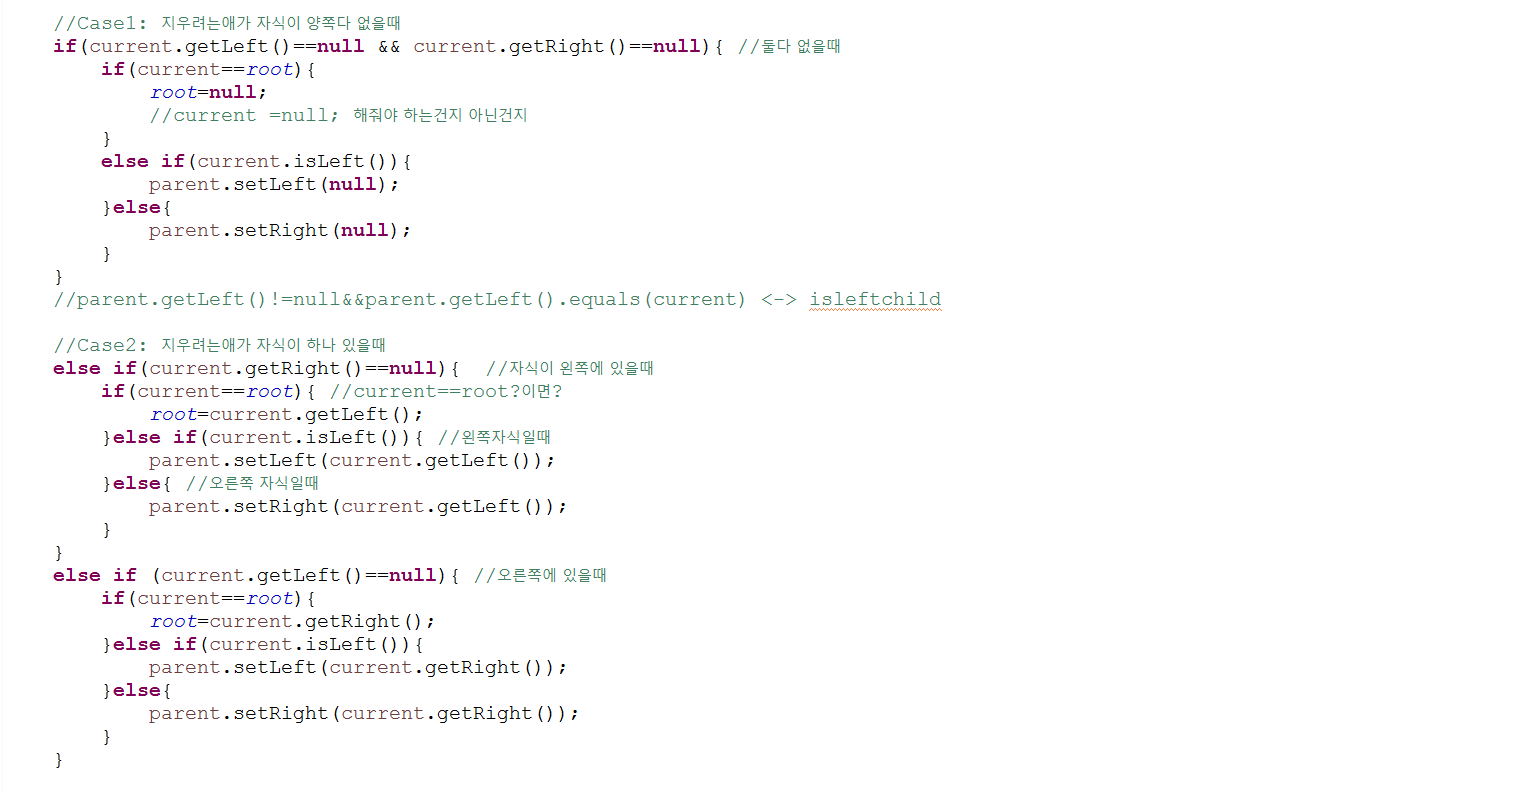 //Case1: 지우려는애가 자식이 양쪽다 없을때
if(current.getLeft()==null && current.getRight()==null){ //둘다 없을때
if(current==root){
root=null;
//current =null; 해줘야 하는건지 아닌건지
}
else if(current.isLeft()){
parent.setLeft(null);
}else{
parent.setRight(null);
}
}
//parent.getLeft()!=null&&parent.getLeft().equals(current) <-> isleftchild
//Case2: 지우려는애가 자식이 하나 있을때
else if(current.getRight()==null){ //자식이 왼쪽에 있을때
if(current==root){ //current==root?이면?
root=current.getLeft();
}else if(current.isLeft()){ //왼쪽자식일때
parent.setLeft(current.getLeft());
}else{ //오른쪽 자식일때
parent.setRight(current.getLeft());
}
}
else if (current.getLeft()==null){ //오른쪽에 있을때
if(current==root){
root=current.getRight();
}else if(current.isLeft()){
parent.setLeft(current.getRight());
}else{
parent.setRight(current.getRight());
}
}